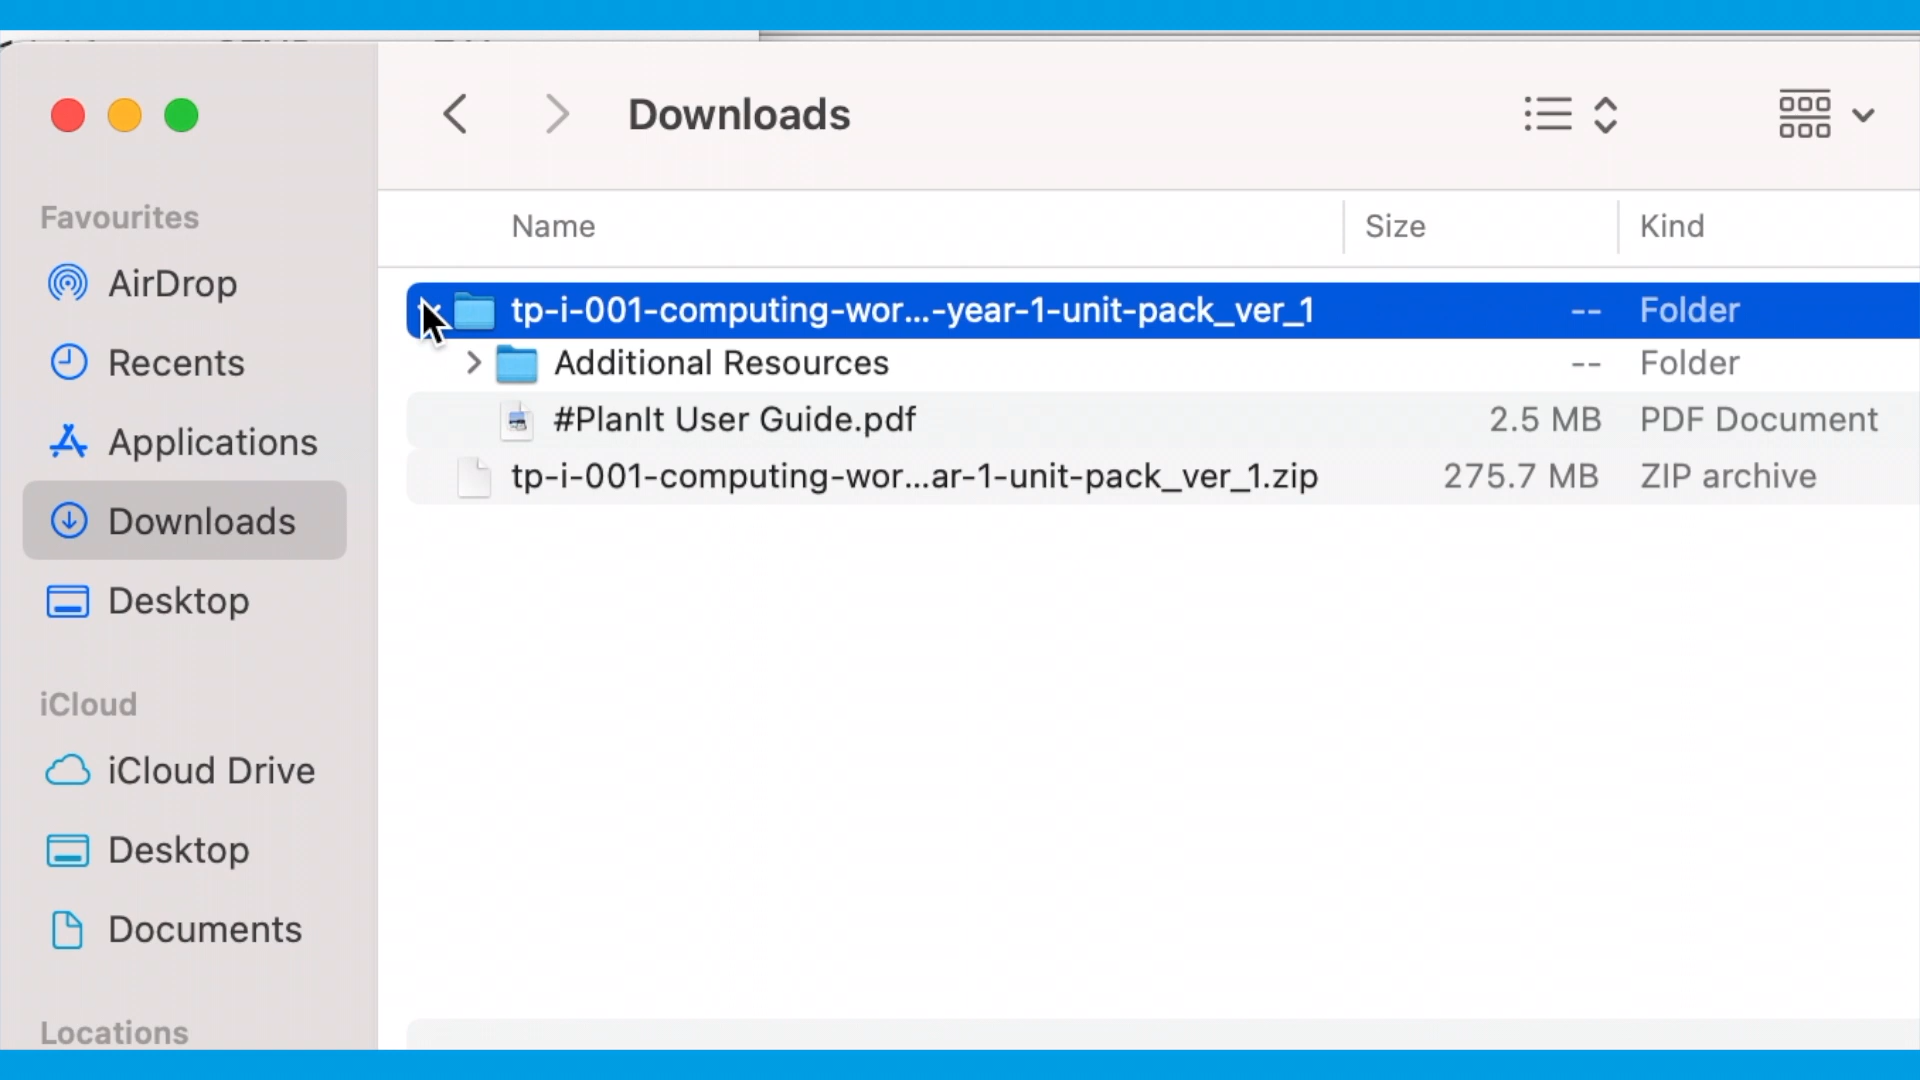 Downloads
Favourites
AirDrop
Recents
Applications
Downloads
Desktop
iCloud
iCloud Drive
Desktop
Documents
Locations
Name Size Kind
tp-i-001-computing-wor...-year-1-unit-pack_ver_1 -- Folder
Additional Resources -- Folder
#PlanIt User Guide.pdf 2.5 MB PDF Document
tp-i-001-computing-wor...ar-1-unit-pack_ver_1.zip 275.7 MB ZIP archive